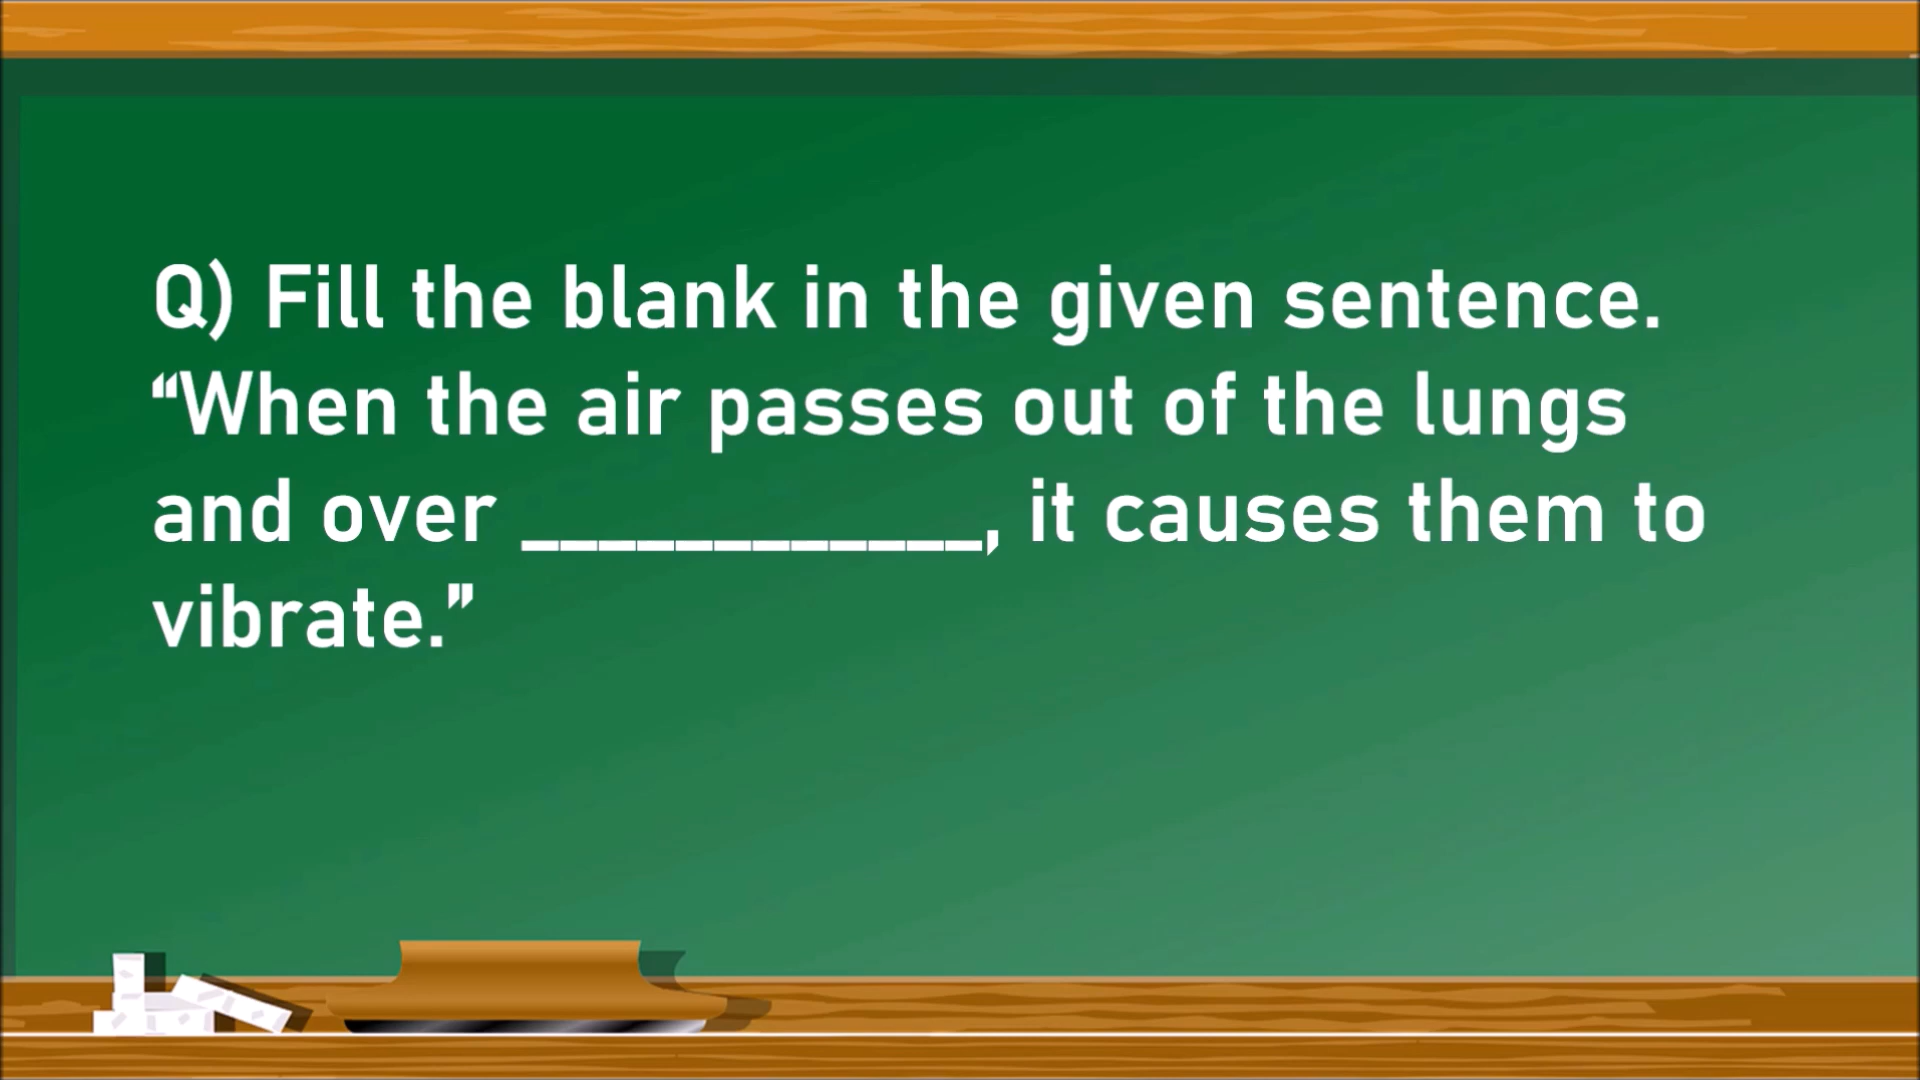 Q) Fill the blank in the given sentence.
“When the air passes out of the lungs
and over ____________, it causes them to
vibrate.”